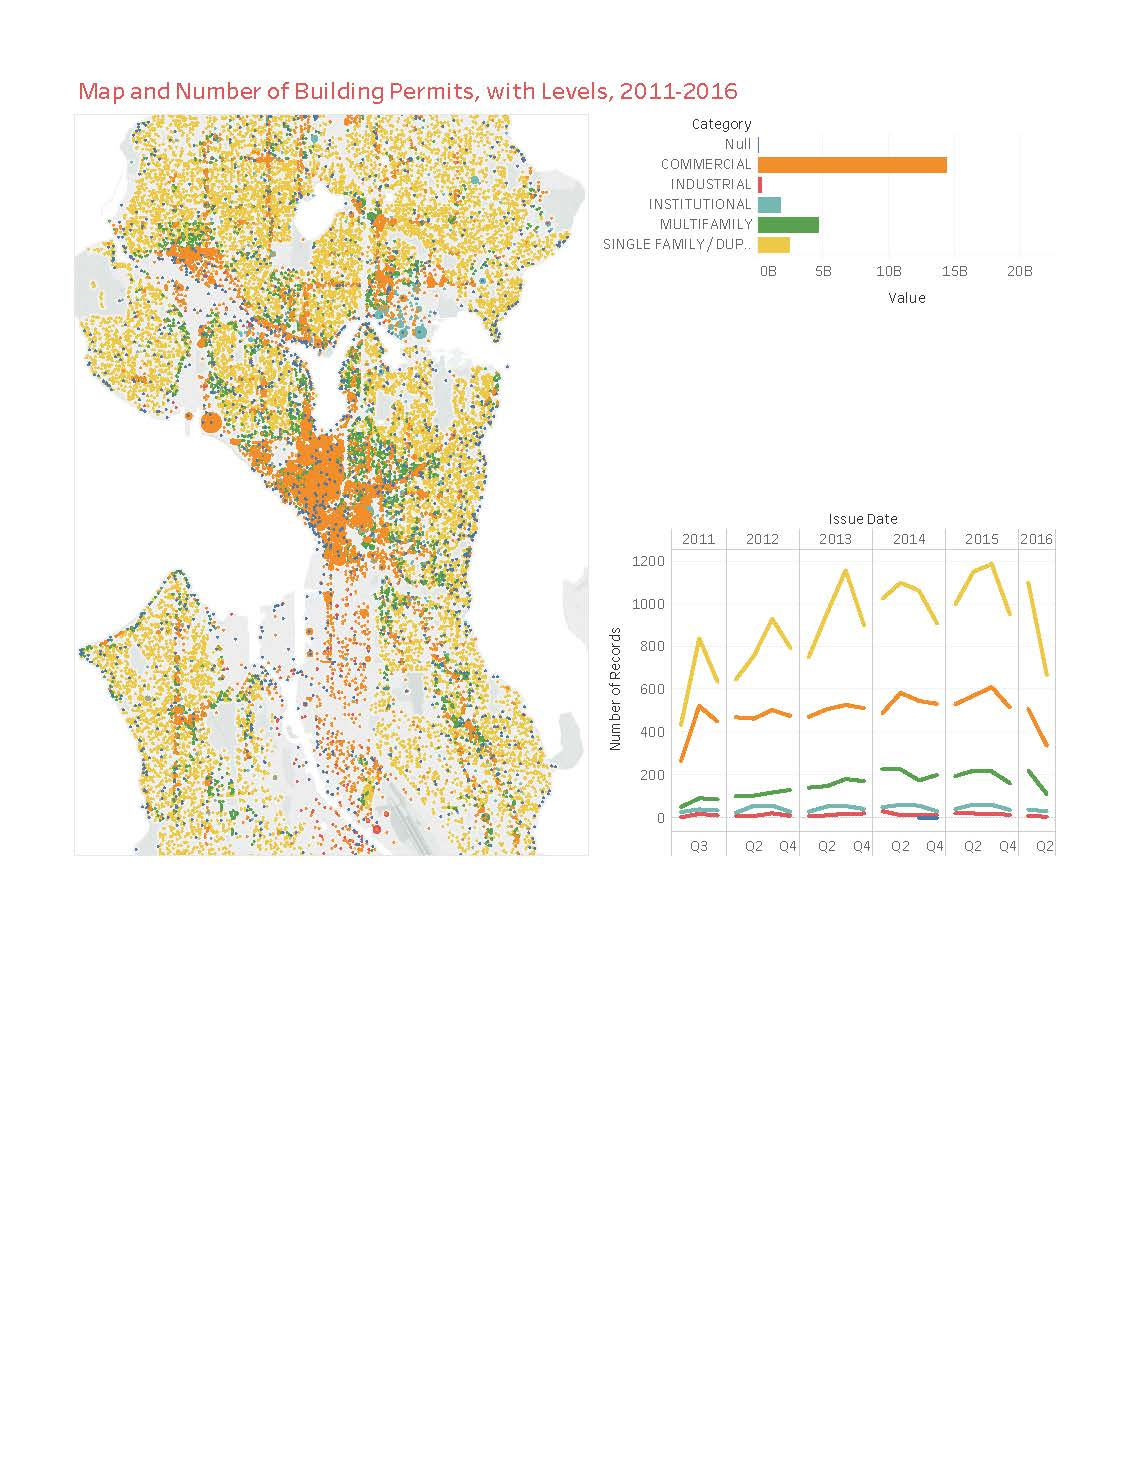 Map and Number of Building Permits, with Levels, 2011-2016
Category
Null
COMMERCIAL
INDUSTRIAL
INSTITUTIONAL
MULTIFAMILY
SINGLE FAMILY / DUP..
0B 5B 10B 15B 20B
Value
Issue Date
2011 2012 2013 2014 2015 2016
1200
1000
800
600
400
200
0
Number of Records
Q3 Q2 Q4 Q2 Q4 Q2 Q4 Q2 Q4 Q2